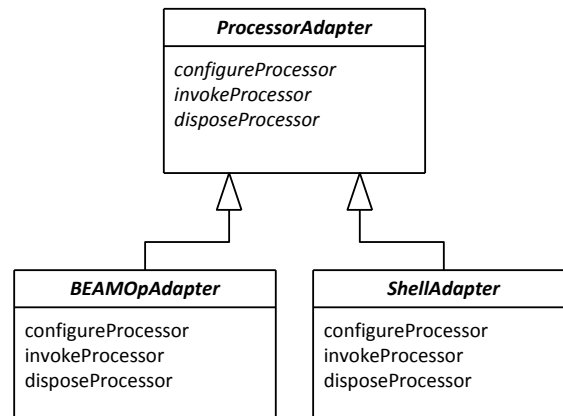 ProcessorAdapter
configureProcessor
invokeProcessor
disposeProcessor
BEAMOpAdapter
configureProcessor
invokeProcessor
disposeProcessor
ShellAdapter
configureProcessor
invokeProcessor
disposeProcessor